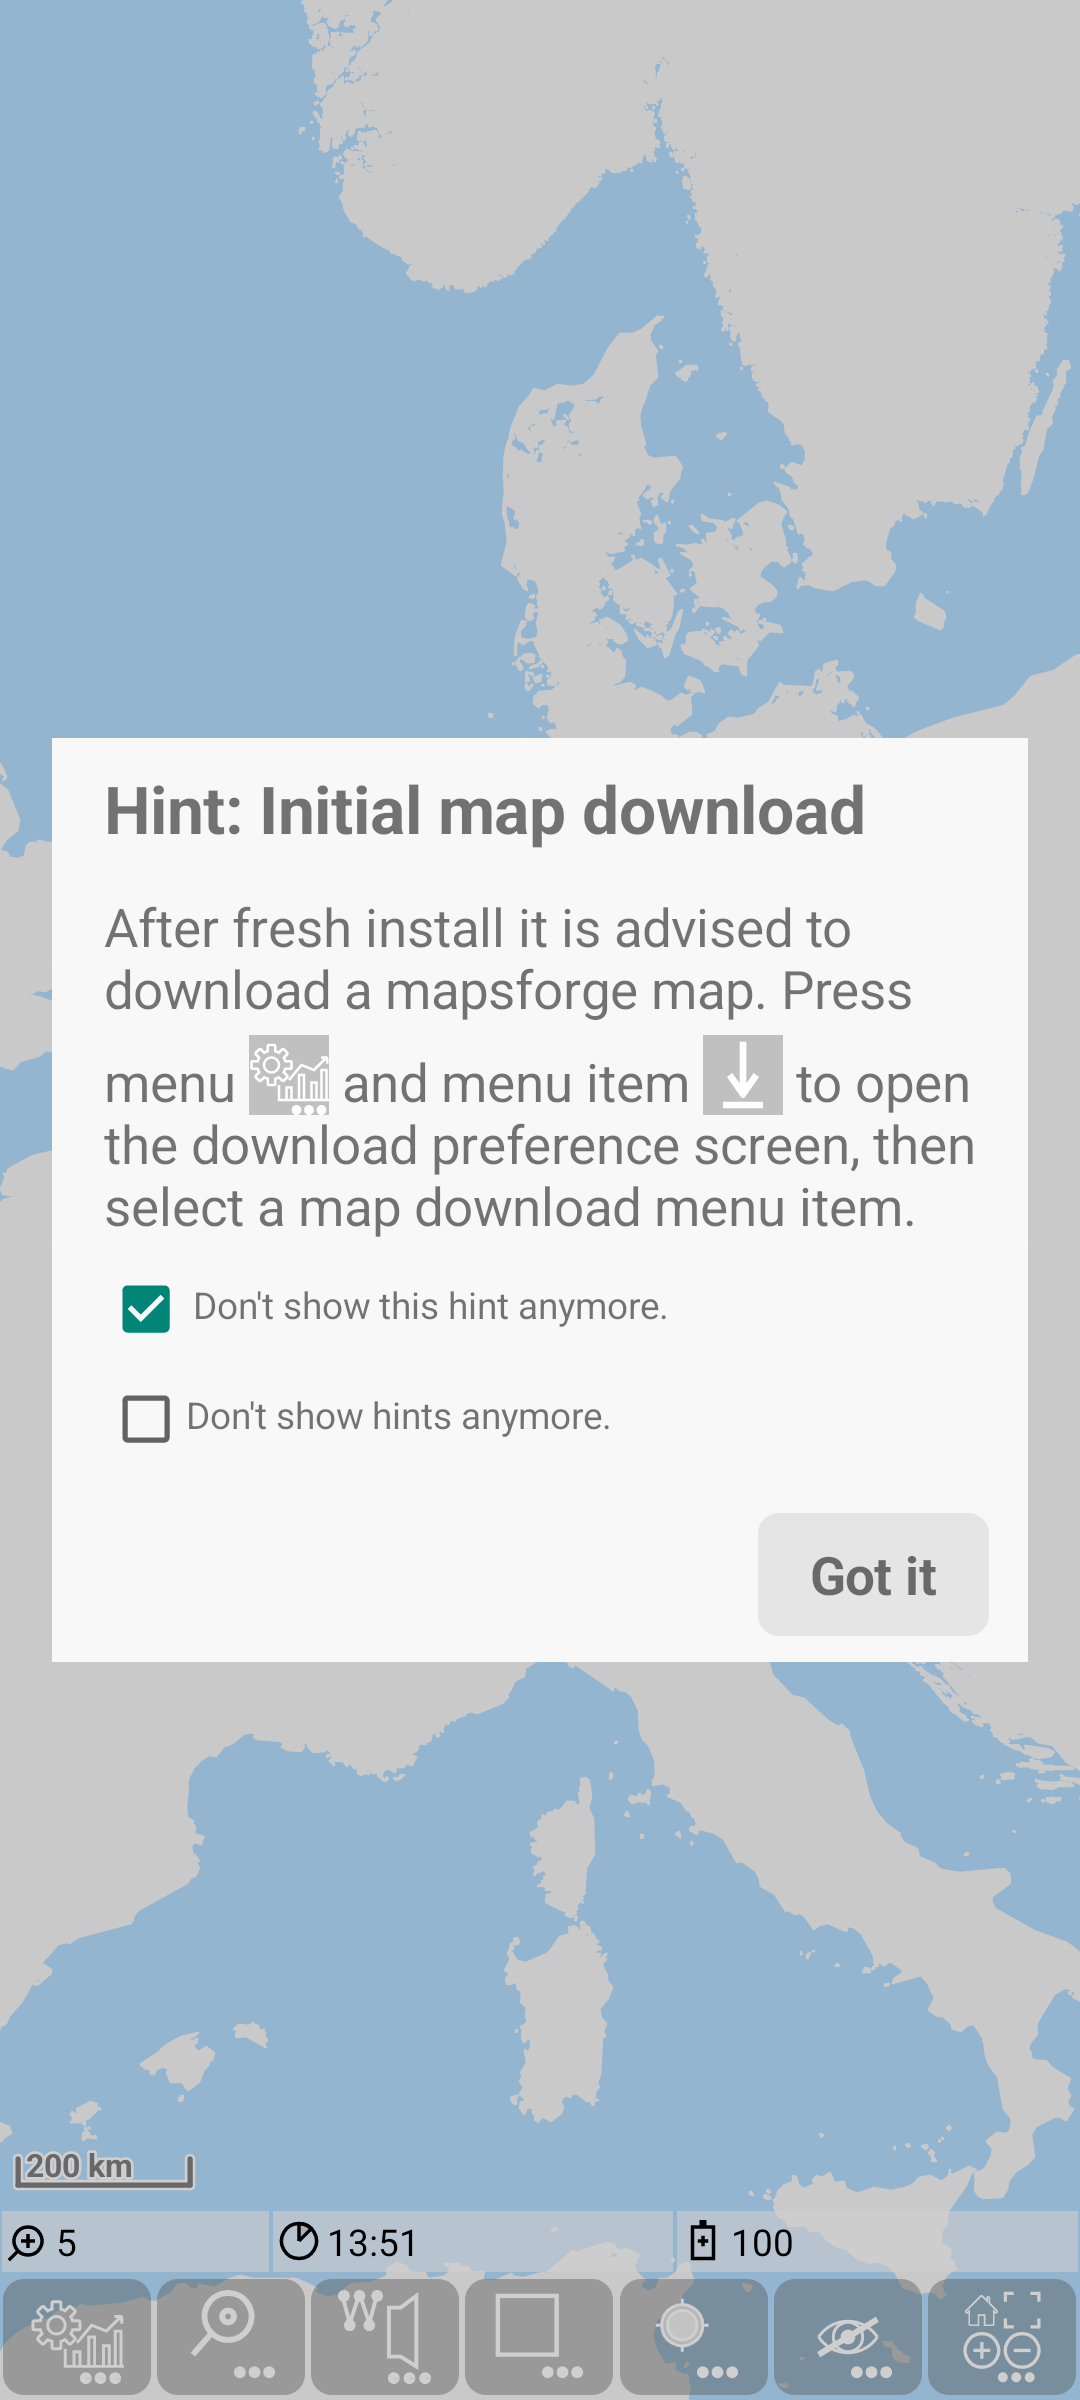 Hint: Initial map download
After fresh install it is advised to
download a mapsforge map. Press
menu and menu item to open
the download preference screen, then
select a map download menu item.
Don't show this hint anymore.
Don't show hints anymore.
Got it
200 km
5 13:51 100